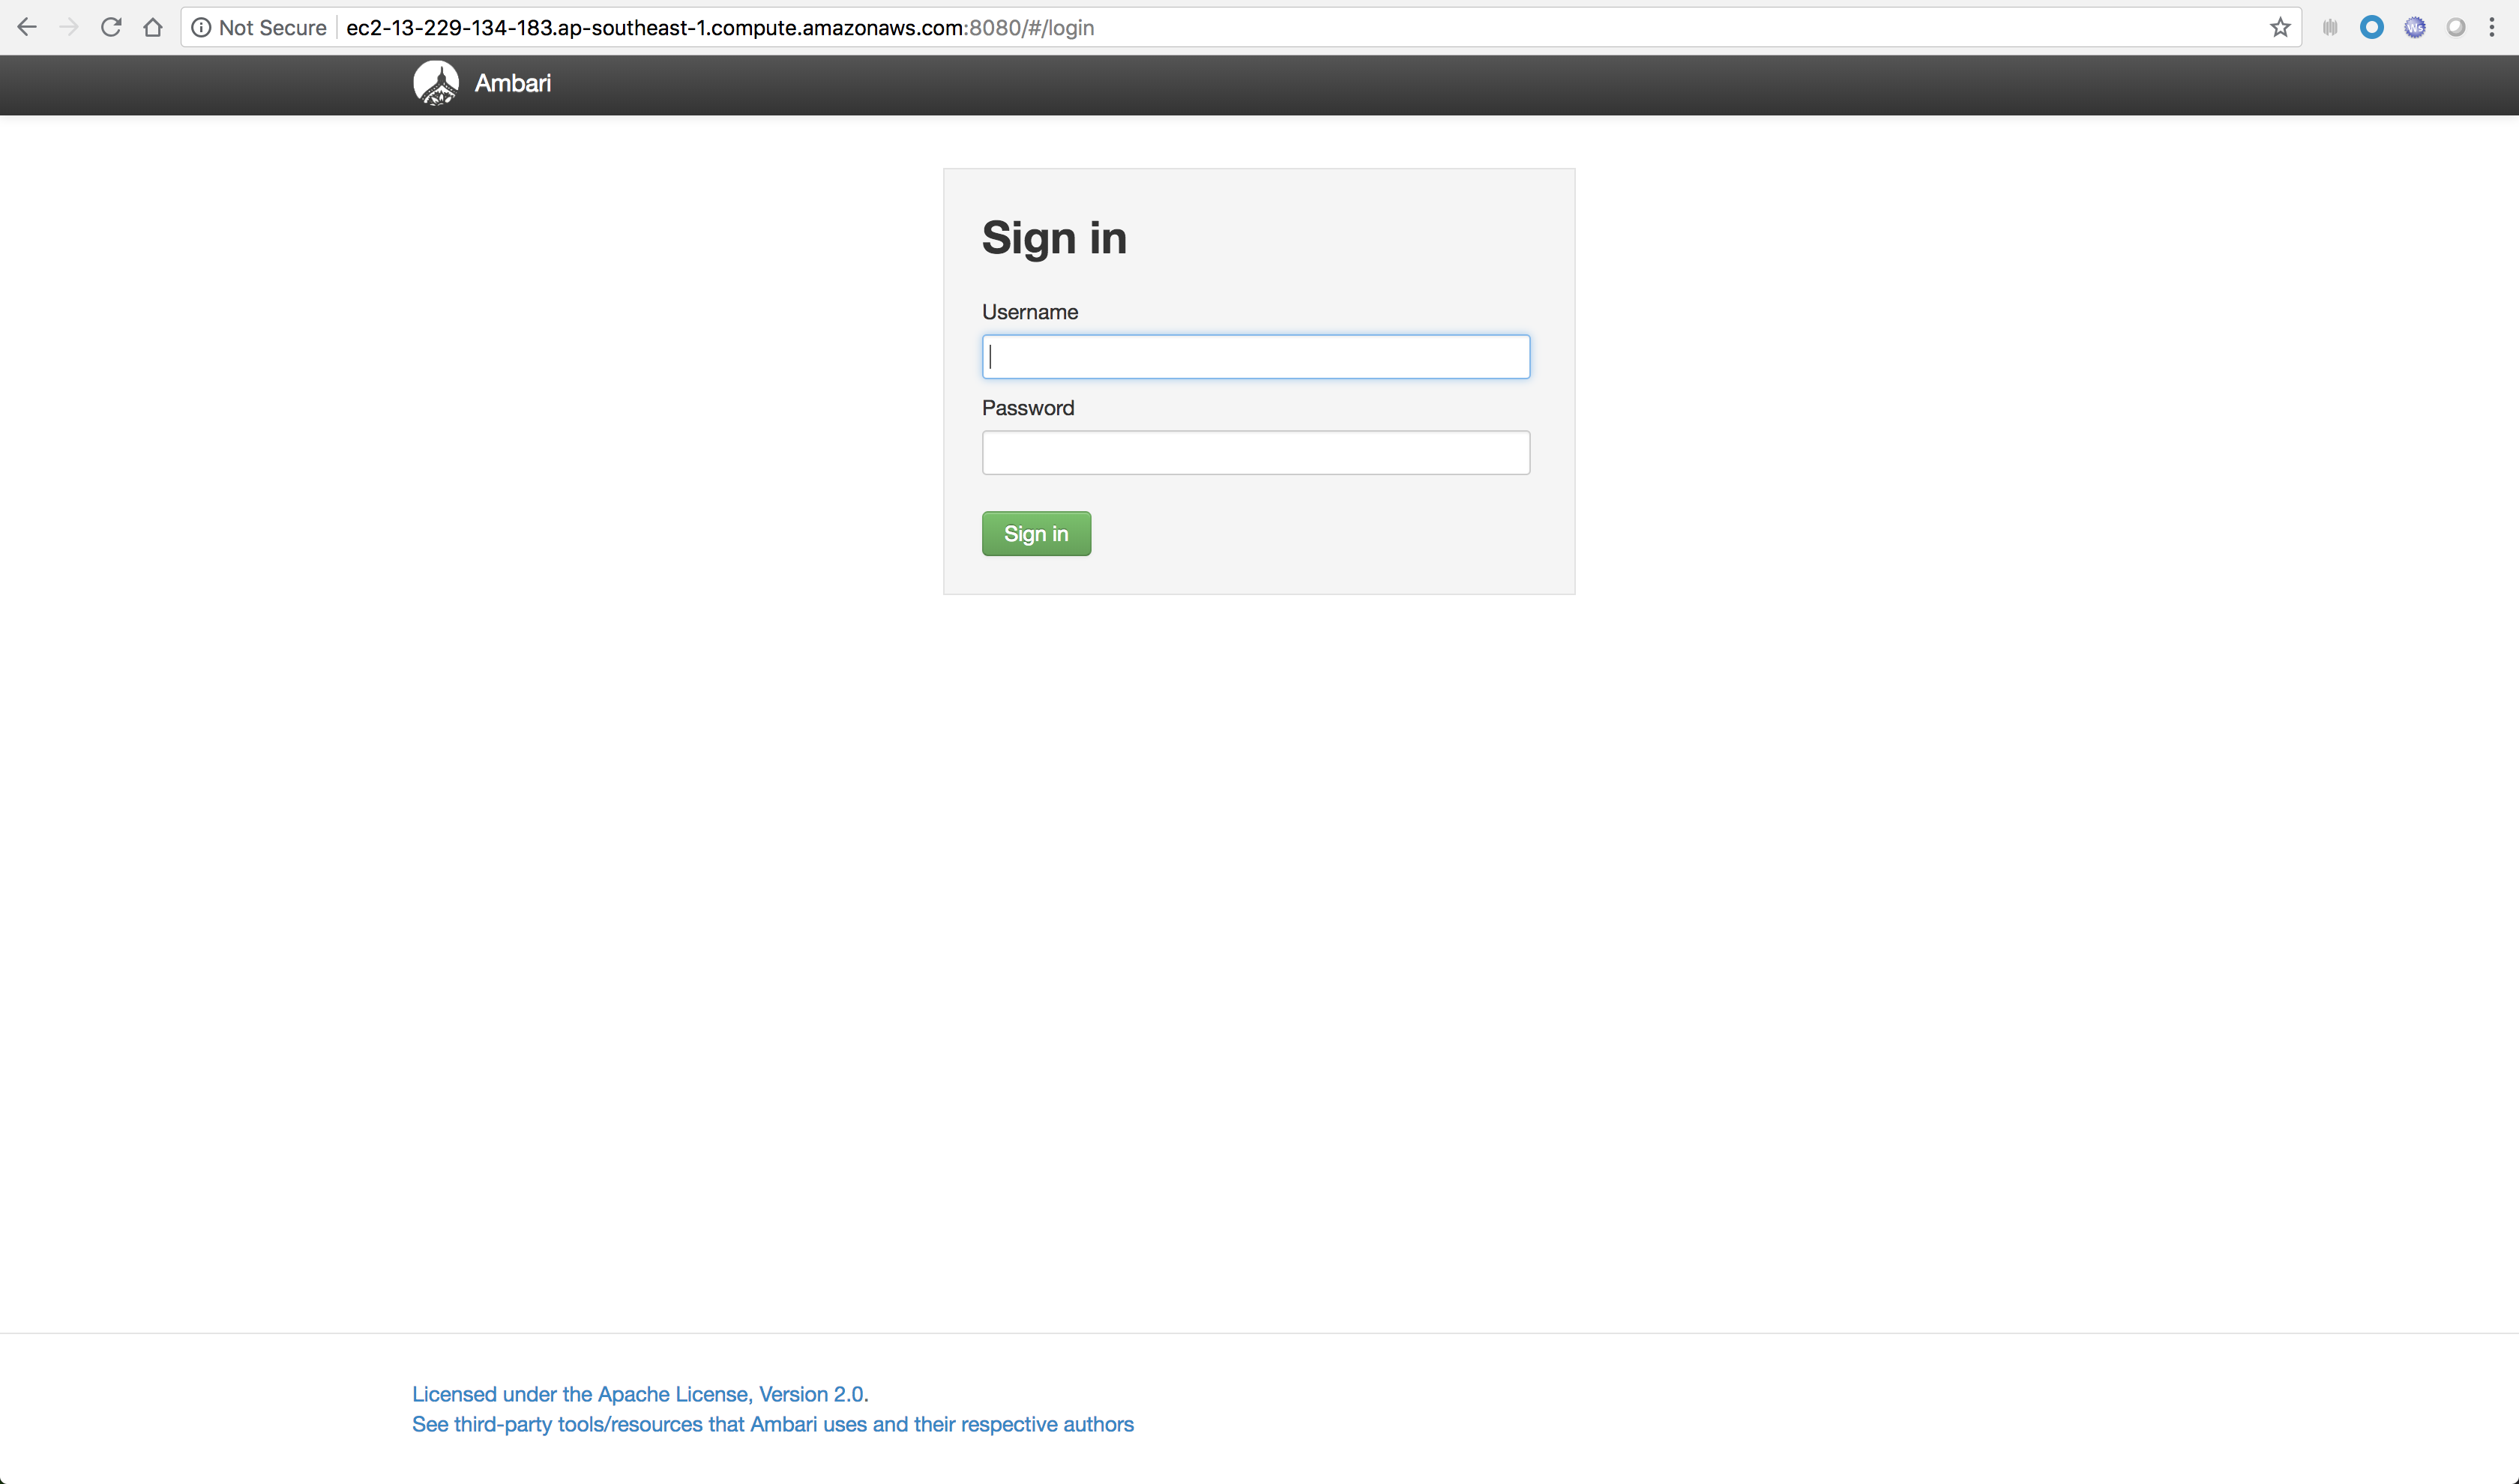 Not Secure ec2-13-229-134-183.ap-southeast-1.compute.amazonaws.com:8080/#/login
Ws
Ambari
Sign in
Username
Password
Sign in
Licensed under the Apache License, Version 2.0.
See third-party tools/resources that Ambari uses and their respective authors